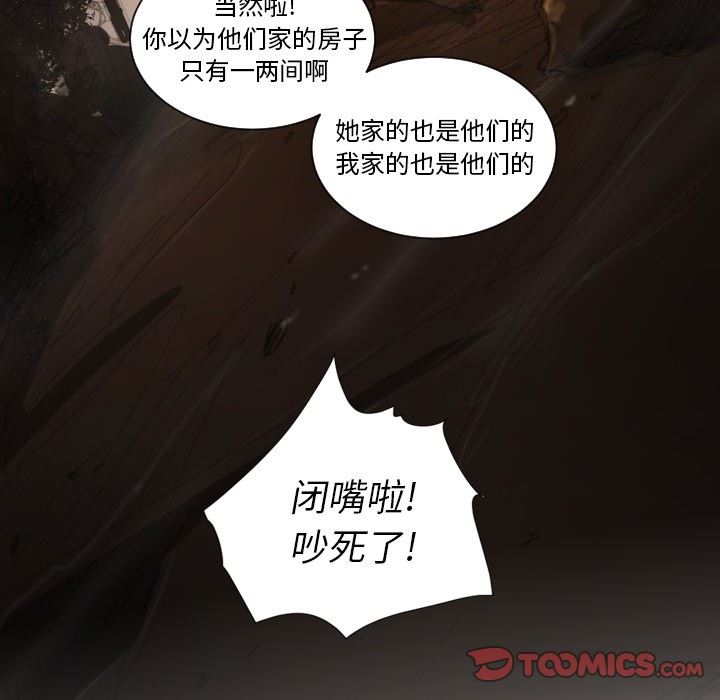 当然啦!
你以为他们家的房子
只有一两间啊
她家的也是他们的
我家的也是他们的
闭嘴啦!
吵死了!
TOOMICS.COM